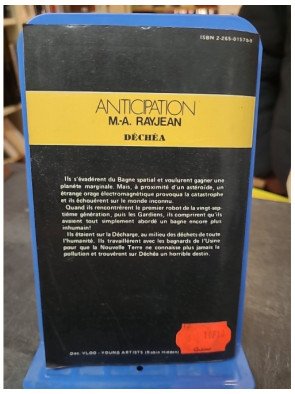 ISBN 2-265-01578-8
ANTICIPATION
M.-A. RAYJEAN
DÉCHÉA
Ils s'évadèrent du Bagne spatial et voulurent gagner une
planète marginale. Mais, à proximité d'un astéroïde, un
étrange orage électromagnétique provoqua la catastrophe
et ils échouèrent sur le monde inconnu.
Quand ils rencontrèrent le premier robot de la vingt-sep-
tième génération, puis les Gardiens, ils comprirent qu'ils
avaient tout simplement abordé un bagne encore plus
inhumain!
Ils étaient sur la Décharge, au milieu des déchets de toute
l'humanité. Ils travaillèrent avec les bagnards de l'Usine
pour que la Nouvelle Terre ne connaisse plus jamais la
pollution et trouvèrent sur Déchéa un horrible destin.
Doc. VLOO - YOUNG ARTISTS